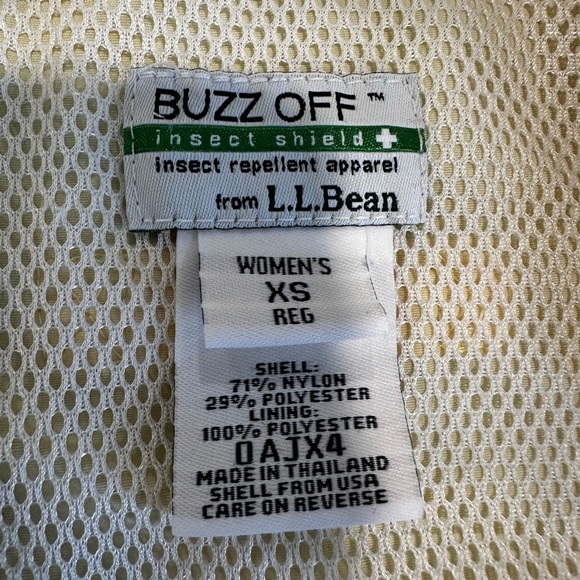 BUZZ OFF™
insect shield +
insect repellent apparel
from L.L.Bean
WOMEN'S
XS
REG
SHELL:
71% NYLON
29% POLYESTER
LINING:
100% POLYESTER
0AJX4
MADE IN THAILAND
SHELL FROM USA
CARE ON REVERSE